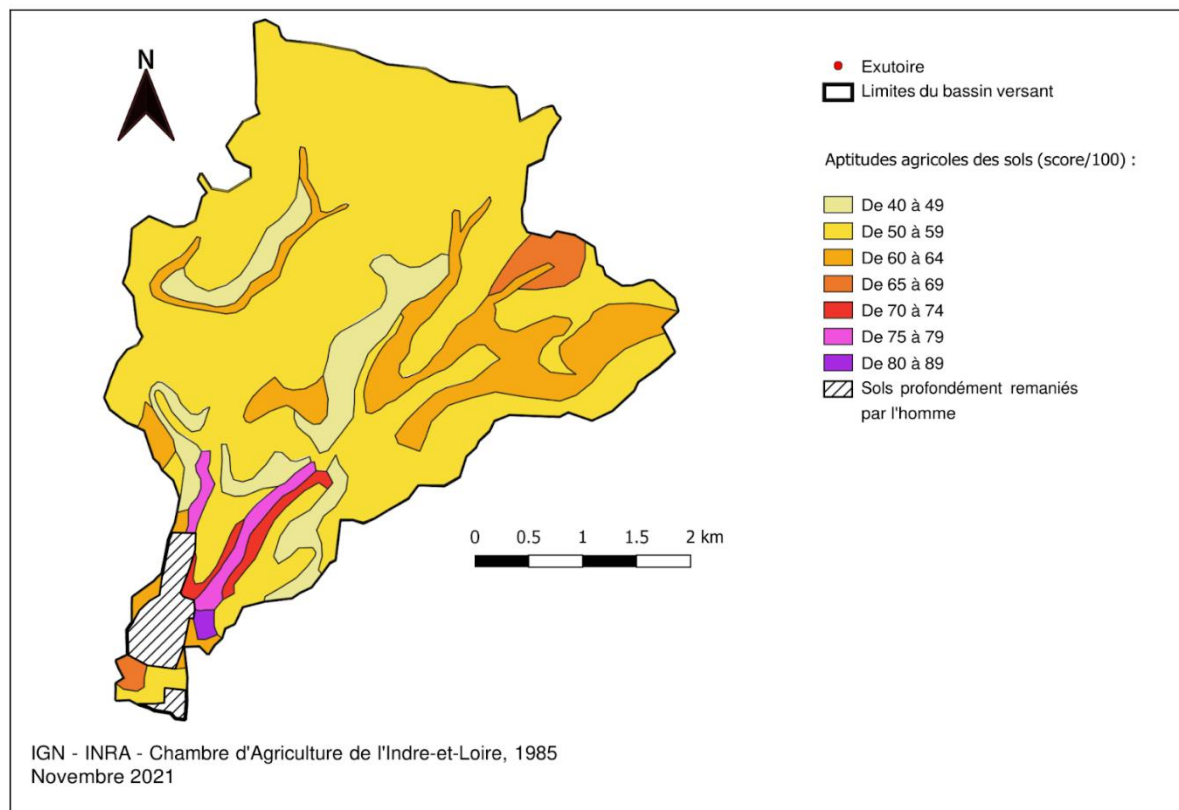 N
Exutoire
Limites du bassin versant
Aptitudes agricoles des sols (score/100) :
De 40 à 49
De 50 à 59
De 60 à 64
De 65 à 69
De 70 à 74
De 75 à 79
De 80 à 89
Sols profondément remaniés
par l'homme
0 0.5 1 1.5 2 km
IGN - INRA - Chambre d'Agriculture de l'Indre-et-Loire, 1985
Novembre 2021